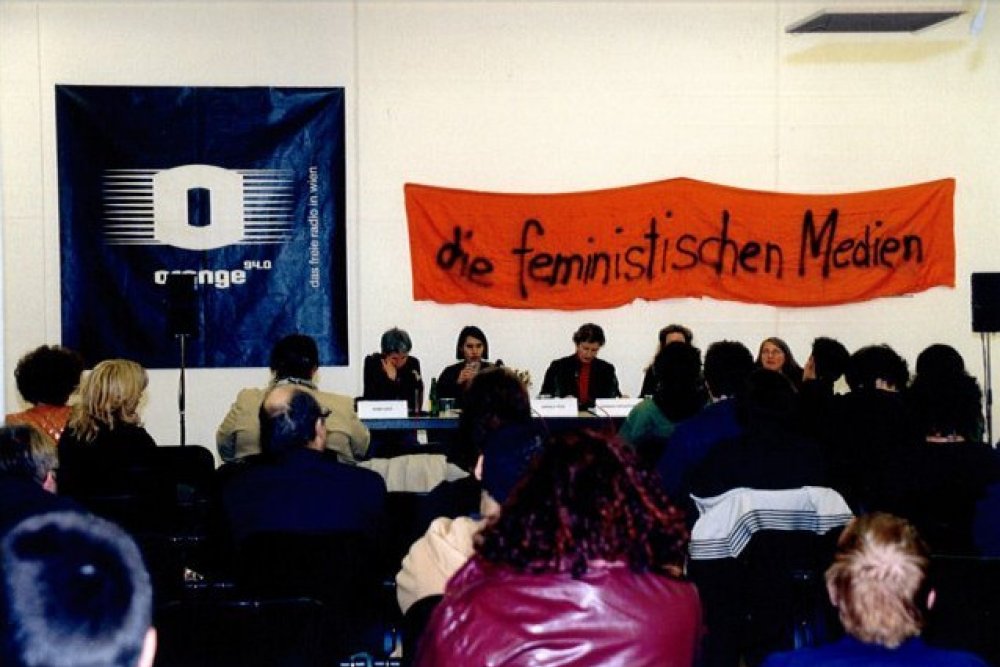 orange 94.0
das freie radio in wien
die feministischen Medien